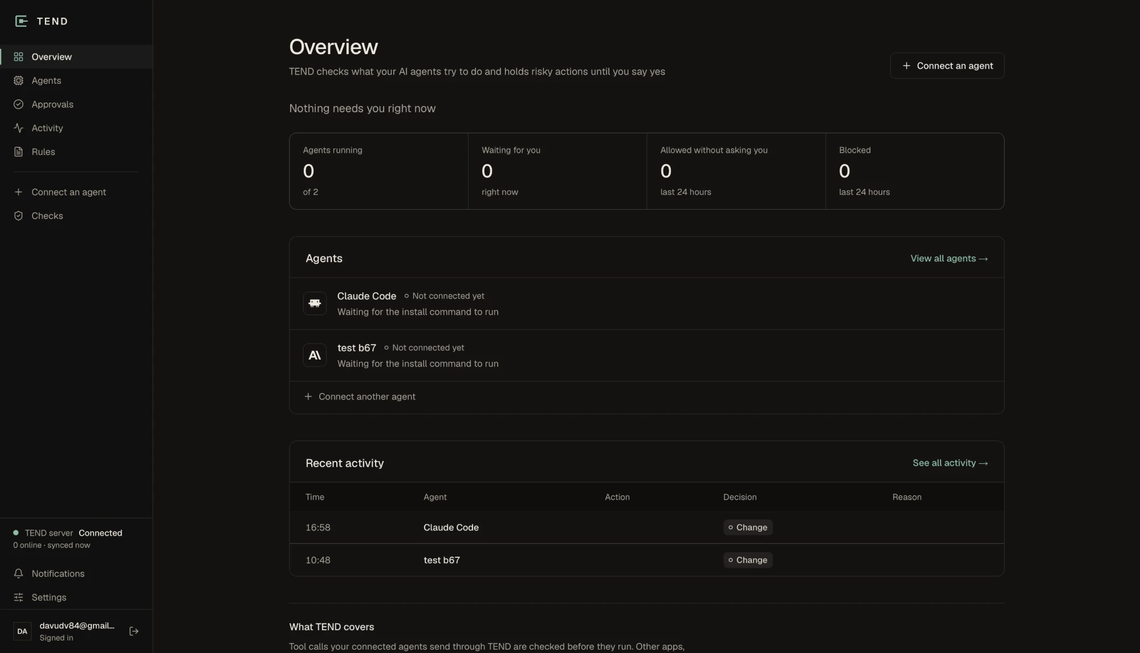 TEND
Overview
Agents
Approvals
Activity
Rules
Connect an agent
Checks
TEND server Connected
0 online · synced now
Notifications
Settings
DA
davudv84@gmail...
Signed in
Overview
TEND checks what your AI agents try to do and holds risky actions until you say yes
Connect an agent
Nothing needs you right now
Agents running
0
of 2
Waiting for you
0
right now
Allowed without asking you
0
last 24 hours
Blocked
0
last 24 hours
Agents
View all agents →
Claude Code Not connected yet
Waiting for the install command to run
test b67 Not connected yet
Waiting for the install command to run
Connect another agent
Recent activity
See all activity →
Time Agent Action Decision Reason
16:58 Claude Code Change
10:48 test b67 Change
What TEND covers
Tool calls your connected agents send through TEND are checked before they run. Other apps,